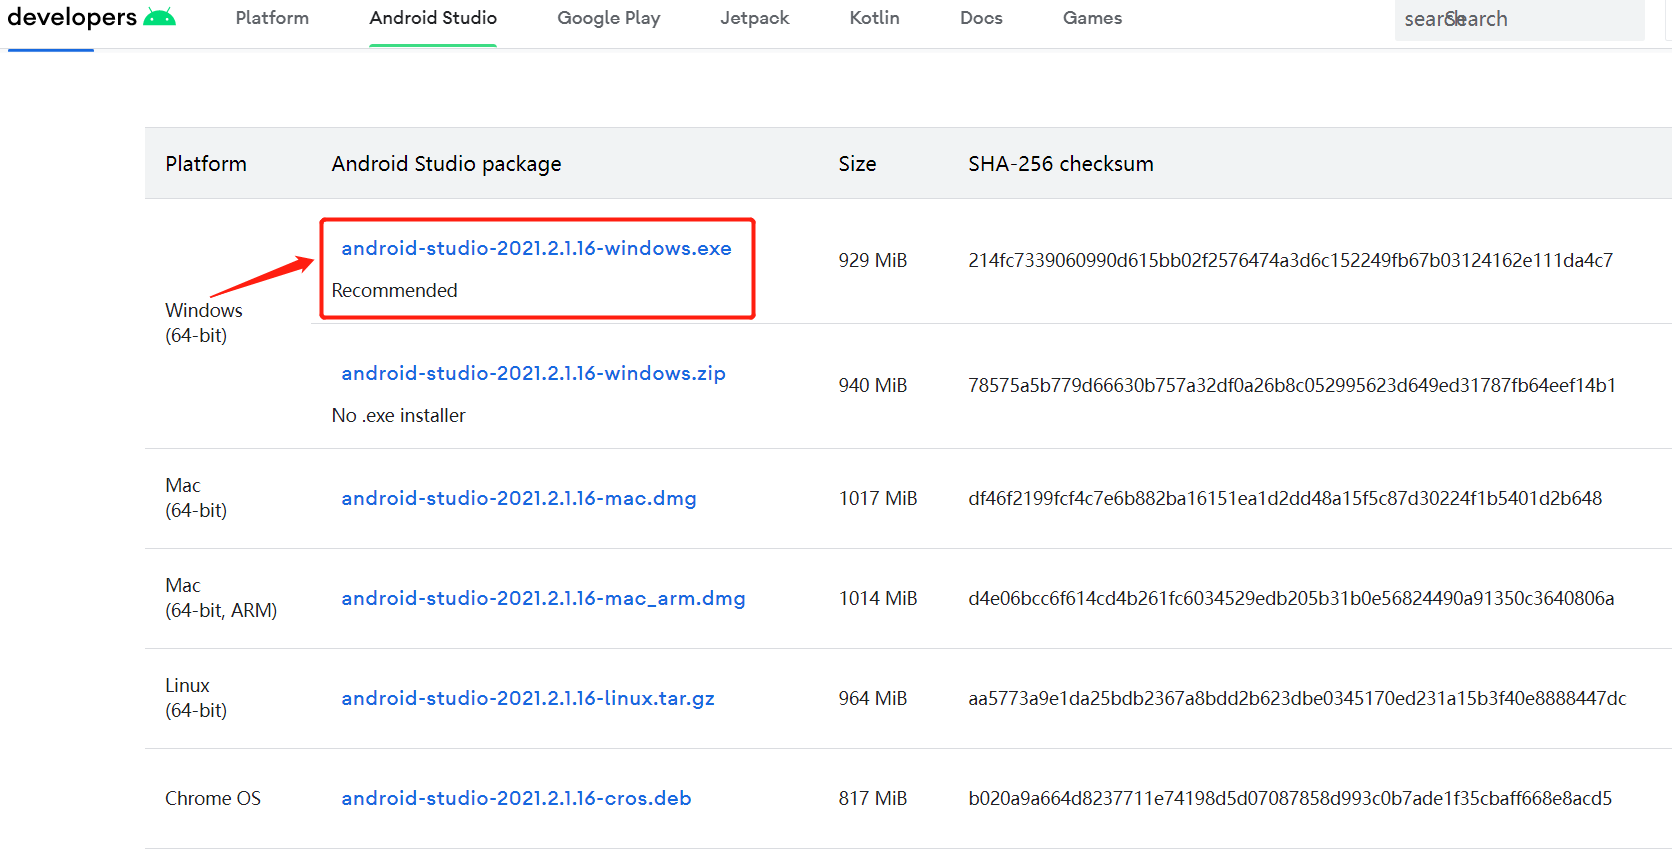 developers
Platform
Android Studio
Google Play
Jetpack
Kotlin
Docs
Games
search
Search
Platform
Android Studio package
Size
SHA-256 checksum
Windows
(64-bit)
android-studio-2021.2.1.16-windows.exe
Recommended
929 MiB
214fc7339060990d615bb02f2576474a3d6c152249fb67b03124162e111da4c7
android-studio-2021.2.1.16-windows.zip
No .exe installer
940 MiB
78575a5b779d66630b757a32df0a26b8c052995623d649ed31787fb64eef14b1
Mac
(64-bit)
android-studio-2021.2.1.16-mac.dmg
1017 MiB
df46f2199fcf4c7e6b882ba16151ea1d2dd48a15f5c87d30224f1b5401d2b648
Mac
(64-bit, ARM)
android-studio-2021.2.1.16-mac_arm.dmg
1014 MiB
d4e06bcc6f614cd4b261fc6034529edb205b31b0e56824490a91350c3640806a
Linux
(64-bit)
android-studio-2021.2.1.16-linux.tar.gz
964 MiB
aa5773a9e1da25bdb2367a8bdd2b623dbe0345170ed231a15b3f40e8888447dc
Chrome OS
android-studio-2021.2.1.16-cros.deb
817 MiB
b020a9a664d8237711e74198d5d07087858d993c0b7ade1f35cbaff668e8acd5